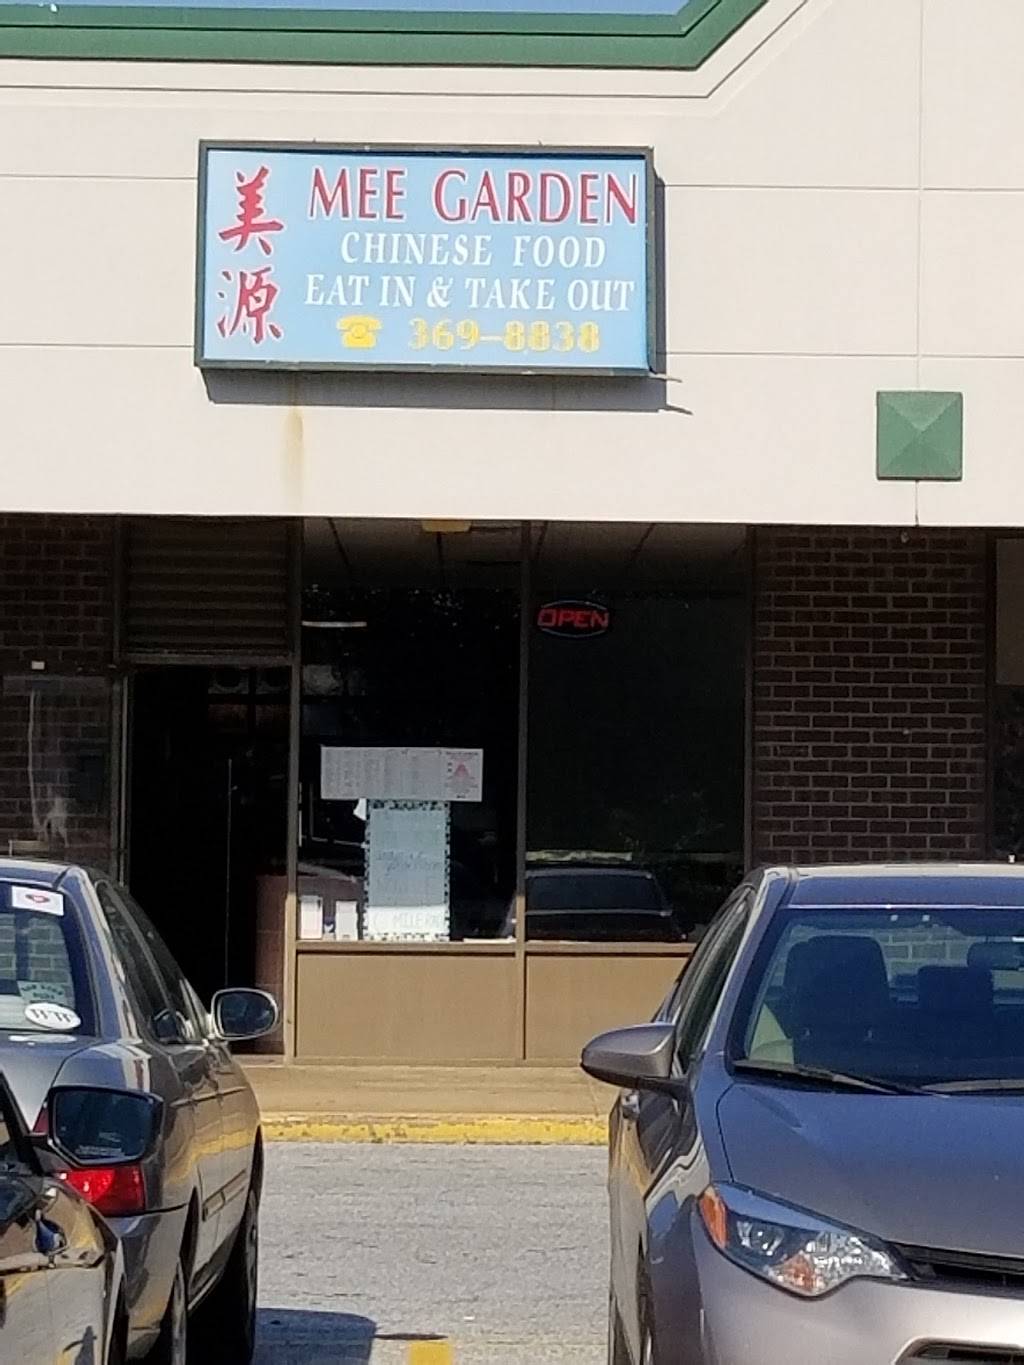 美源
MEE GARDEN
CHINESE FOOD
EAT IN & TAKE OUT
369-8838
OPEN